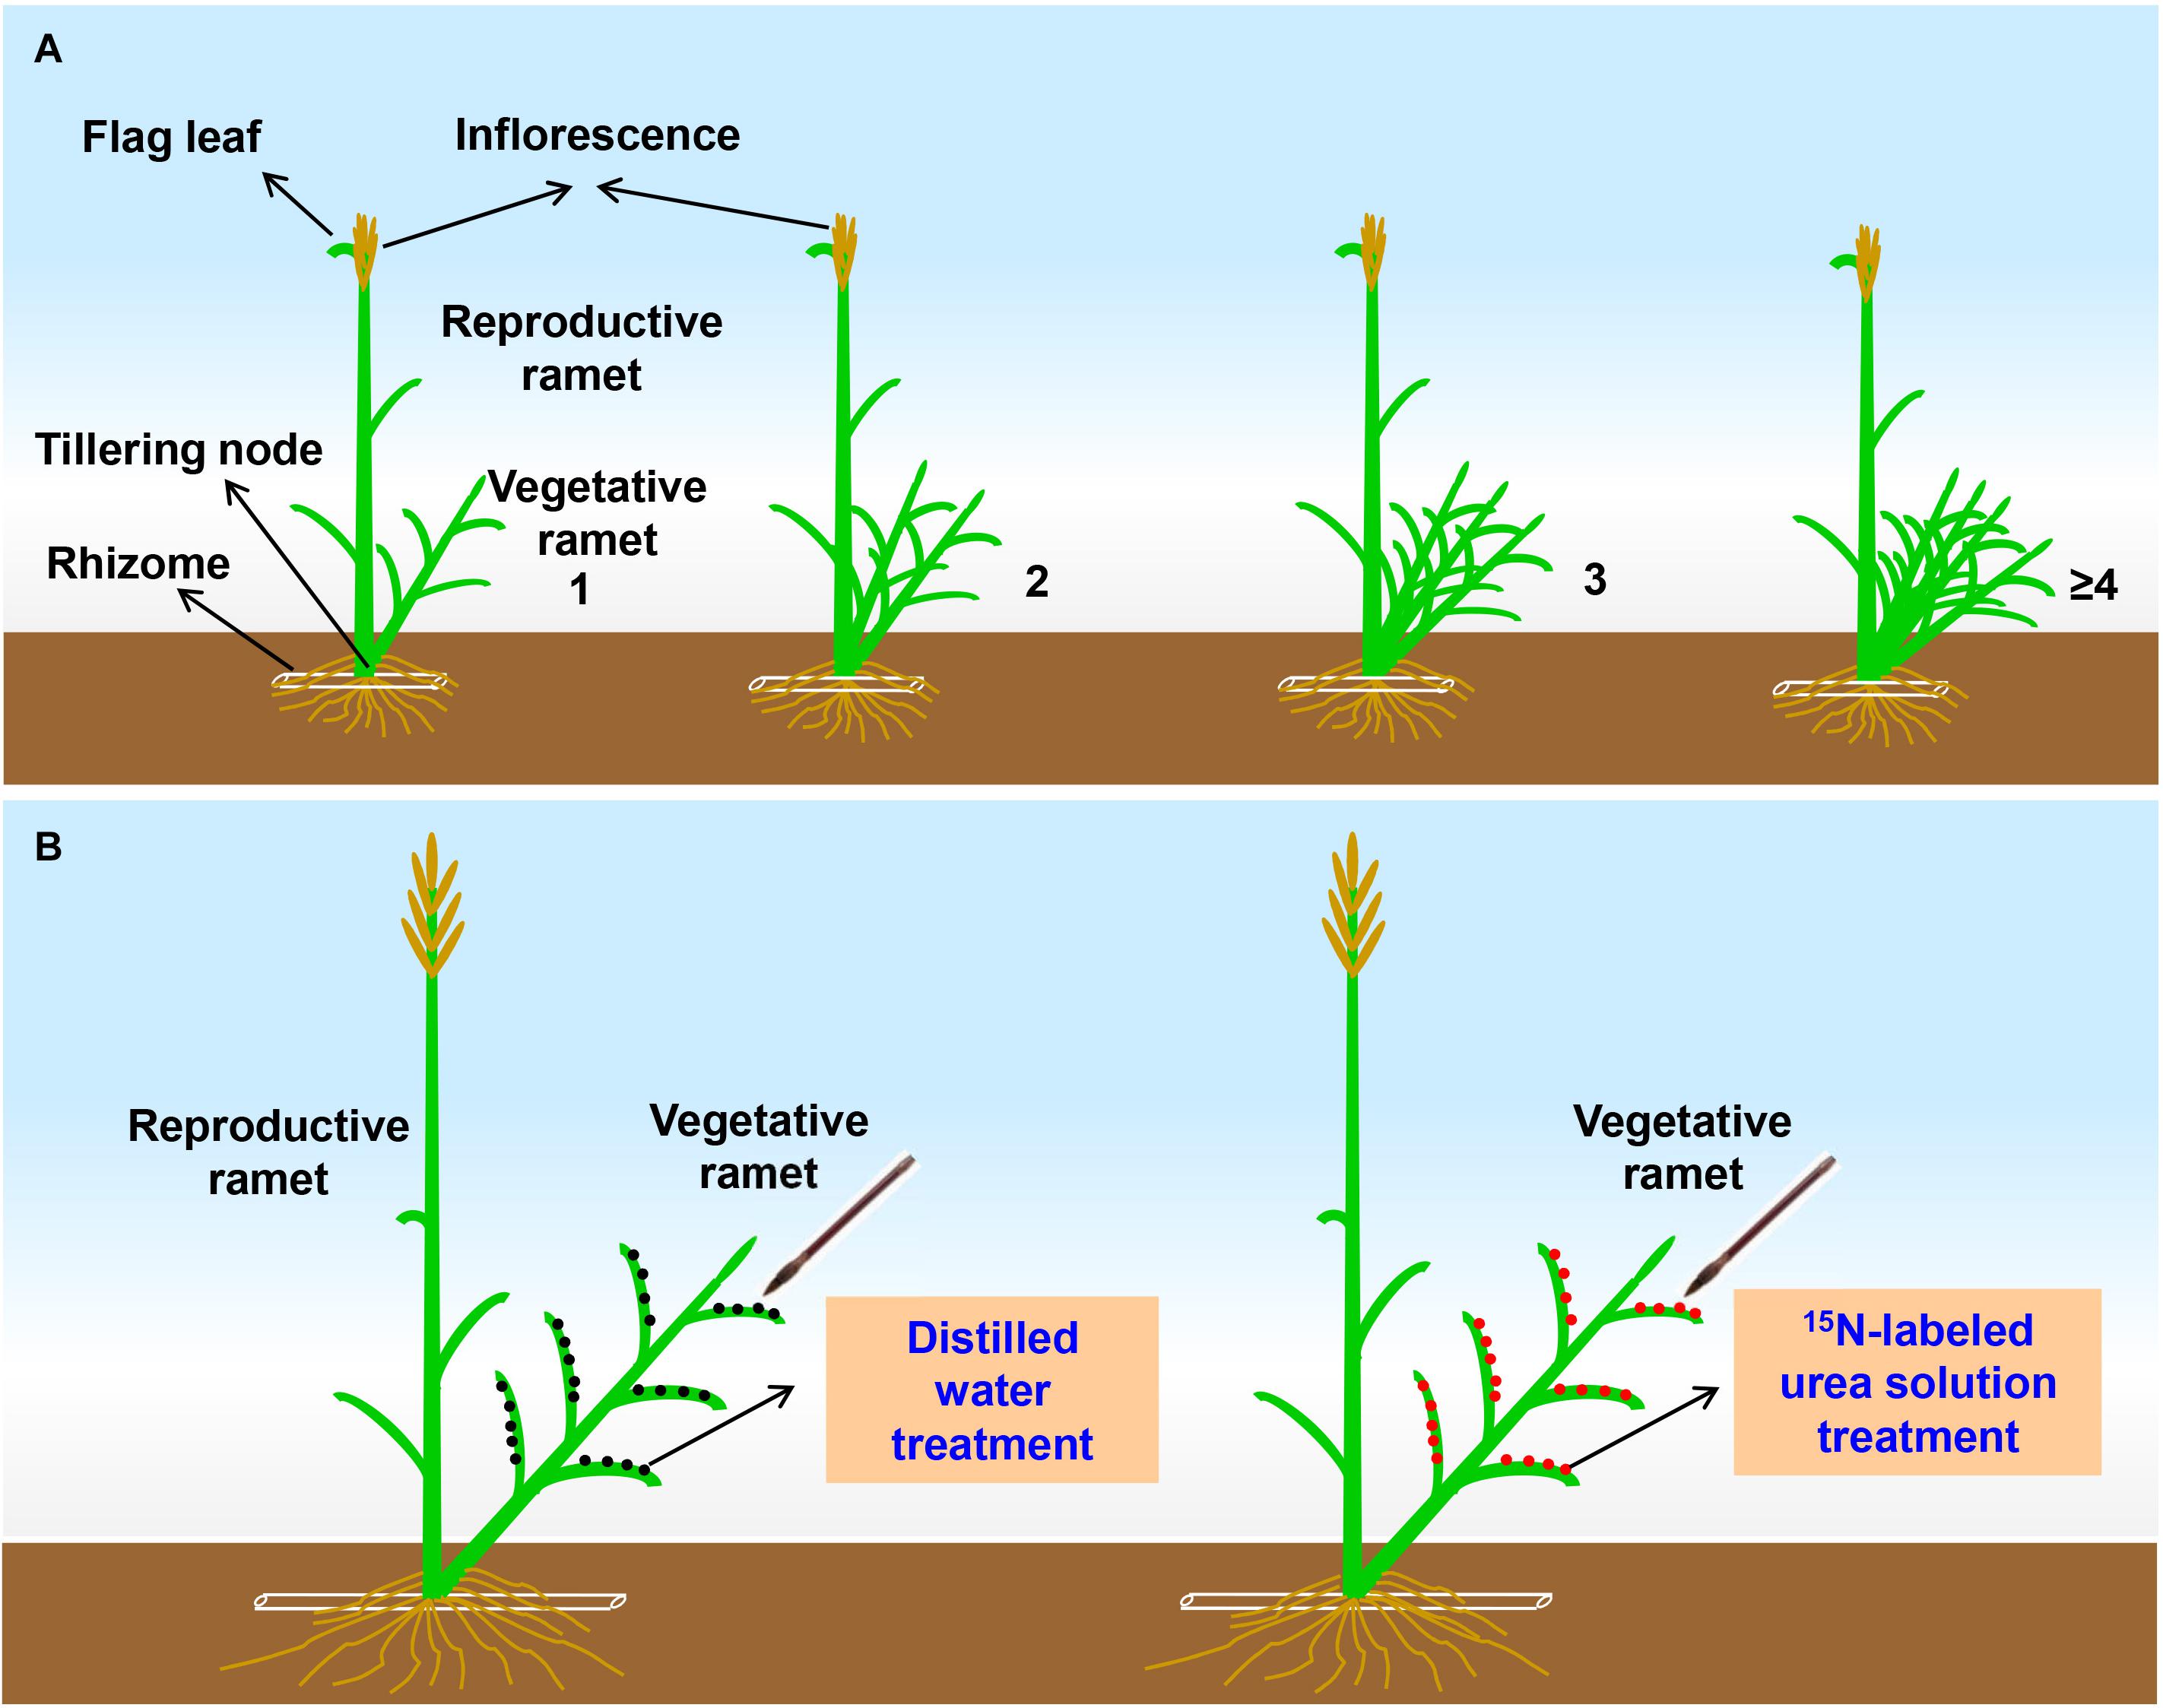 A
Flag leaf
Inflorescence
Reproductive
ramet
Tillering node
Vegetative
ramet
Rhizome
1
2
3
≥4
B
Reproductive
ramet
Vegetative
ramet
Vegetative
ramet
Distilled
water
treatment
¹⁵N-labeled
urea solution
treatment